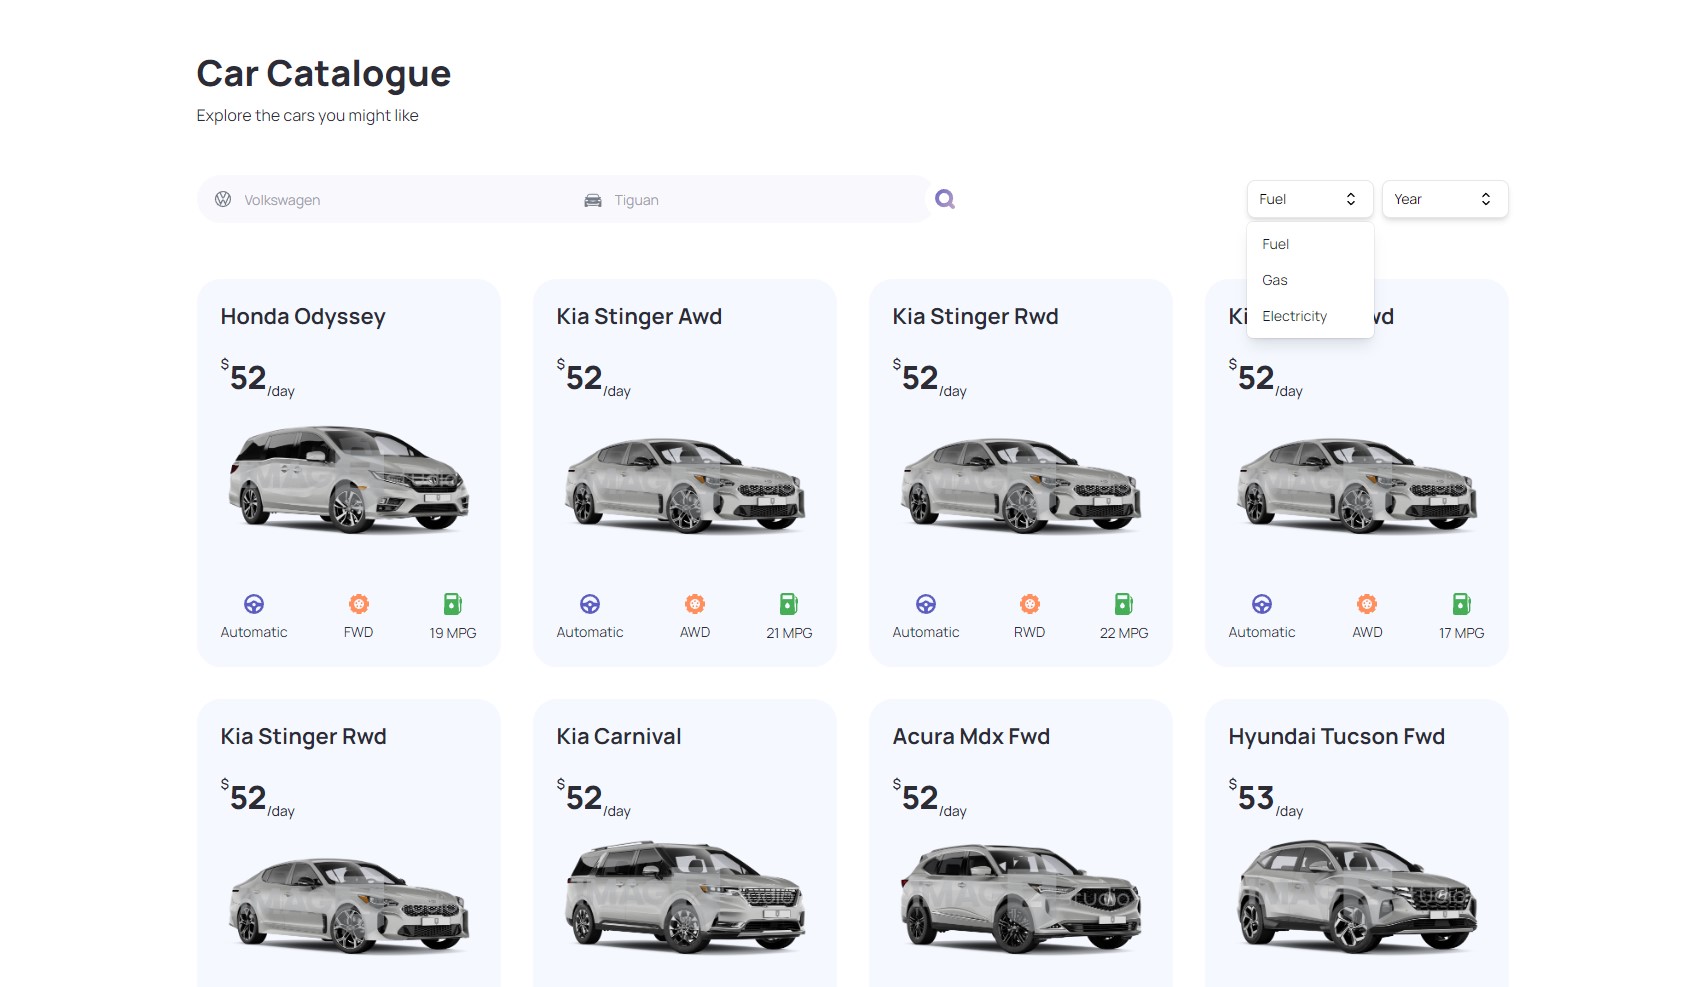 Car Catalogue
Explore the cars you might like
Volkswagen
Tiguan
Fuel
Year
Fuel
Gas
Electricity
Honda Odyssey
$52/day
Automatic
FWD
19 MPG
Kia Stinger Awd
$52/day
Automatic
AWD
21 MPG
Kia Stinger Rwd
$52/day
Automatic
RWD
22 MPG
$52/day
Automatic
AWD
17 MPG
Kia Stinger Rwd
$52/day
Kia Carnival
$52/day
Acura Mdx Fwd
$52/day
Hyundai Tucson Fwd
$53/day